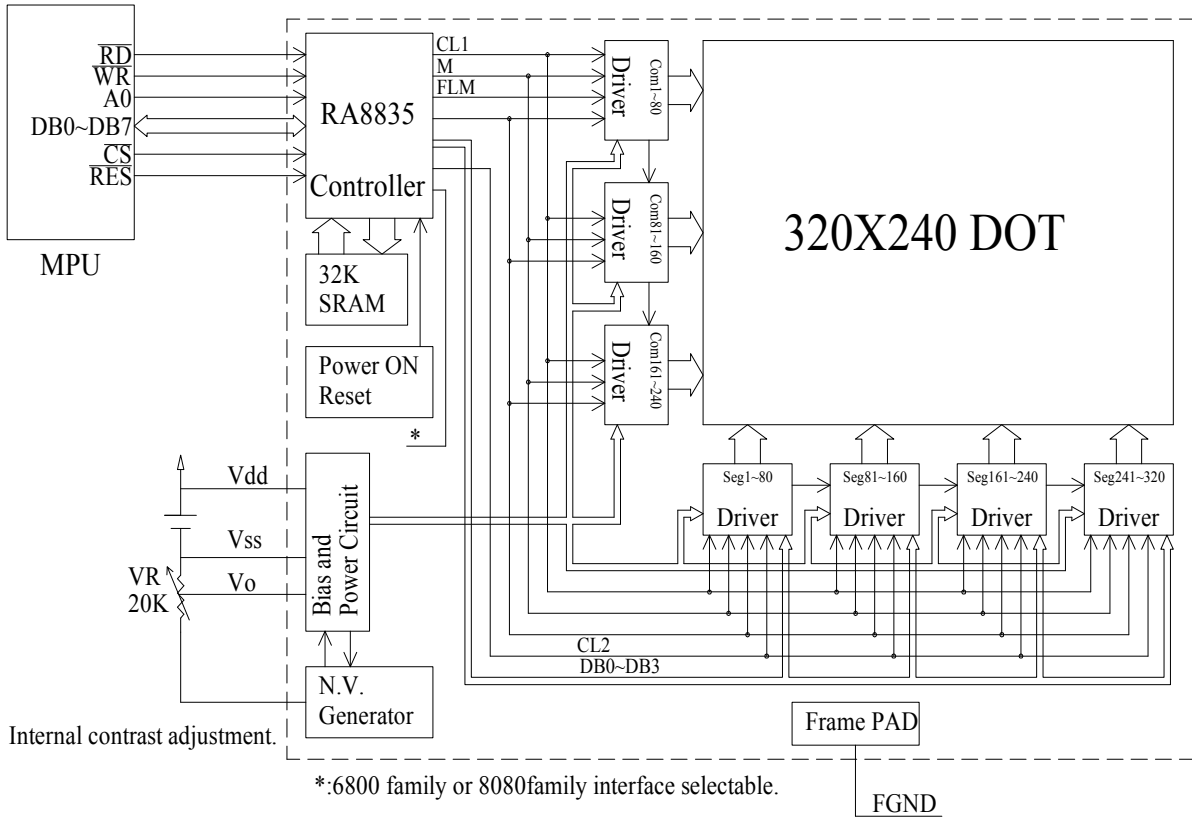 RD
WR
A0
DB0~DB7
CS
RES
MPU
RA8835
Controller
32K
SRAM
Power ON
Reset
*
CL1
M
FLM
Driver
Com1~80
Driver
Com81~160
Driver
Com161~240
320X240 DOT
Seg1~80
Driver
Seg81~160
Driver
Seg161~240
Driver
Seg241~320
Driver
Vdd
Vss
Vo
VR
20K
Bias and
Power Circuit
N.V.
Generator
CL2
DB0~DB3
Frame PAD
FGND
Internal contrast adjustment.
*:6800 family or 8080family interface selectable.